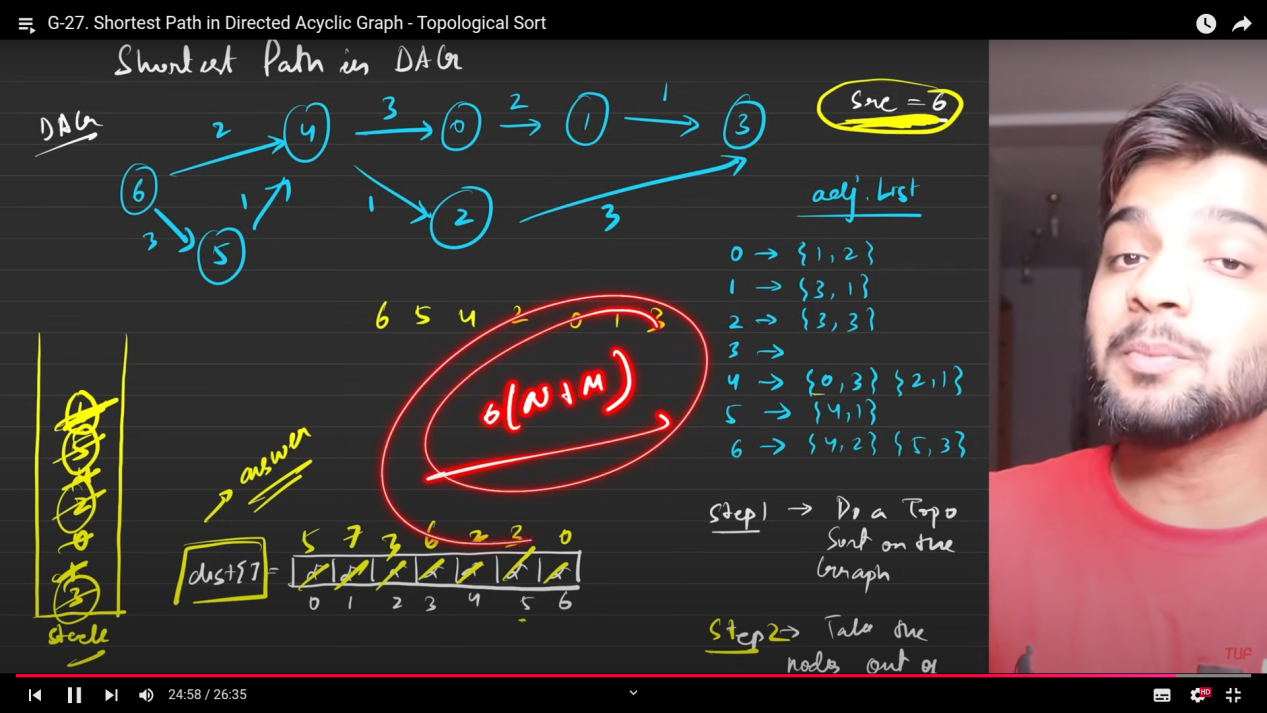 G-27. Shortest Path in Directed Acyclic Graph - Topological Sort
Shortest Path in DAG
src = 6
DAG
2
4
3
0
2
1
1
3
6
3
5
1
1
2
3
adj. List
0 → {1, 2}
1 → {3, 1}
2 → {3, 3}
3 →
4 → {0, 3} {2, 1}
5 → {4, 1}
6 → {4, 2} {5, 3}
6 5 4 2 0 1 3
O(N+M)
answer
5 7 3 6 2 3 0
dist[] =
0 1 2 3 4 5 6
stack
Step1 → Do a Topo
Sort on the
Graph
Step2 → Take the
nodes out of
TUF
24:58 / 26:35
HD